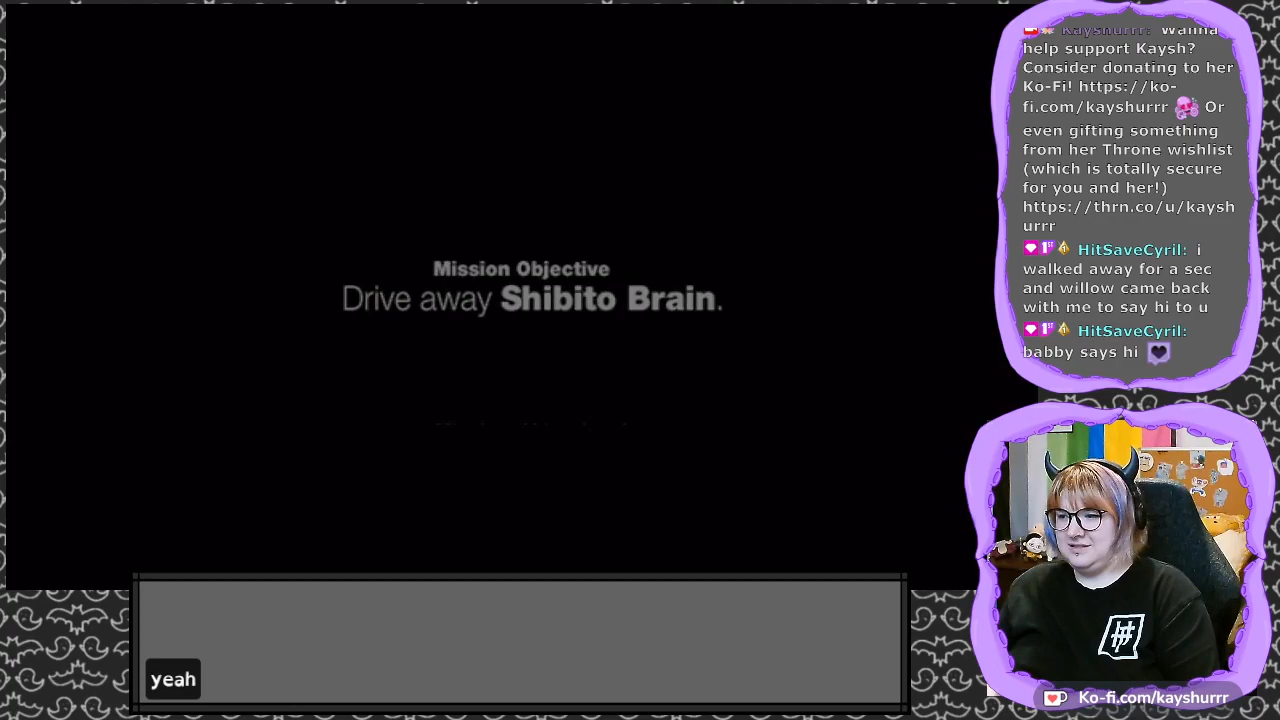 Mission Objective
Drive away Shibito Brain.
yeah
Kayshurrr: Wanna
help support Kaysh?
Consider donating to her
Ko-Fi! https://ko-
fi.com/kayshurrr Or
even gifting something
from her Throne wishlist
(which is totally secure
for you and her!)
https://thrn.co/u/kaysh
urrr
1ST HitSaveCyril: i
walked away for a sec
and willow came back
with me to say hi to u
1ST HitSaveCyril:
babby says hi
Ko-fi.com/kayshurrr